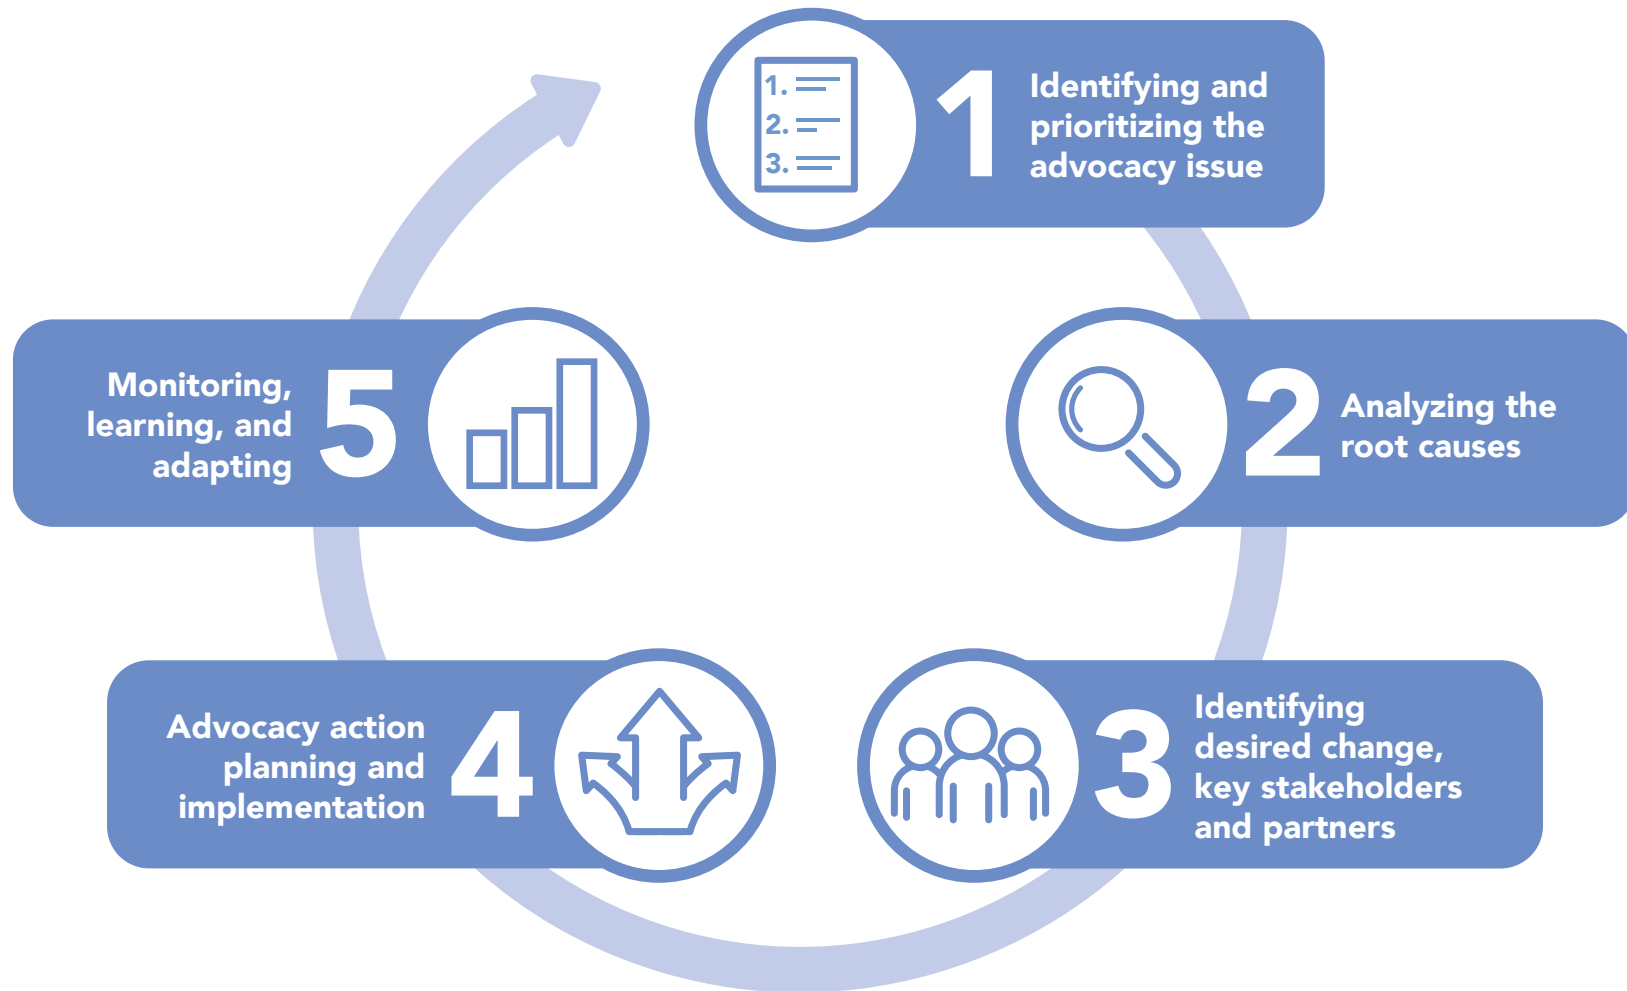 1.
2.
3.
1
Identifying and
prioritizing the
advocacy issue
2
Analyzing the
root causes
3
Identifying
desired change,
key stakeholders
and partners
4
Advocacy action
planning and
implementation
5
Monitoring,
learning, and
adapting